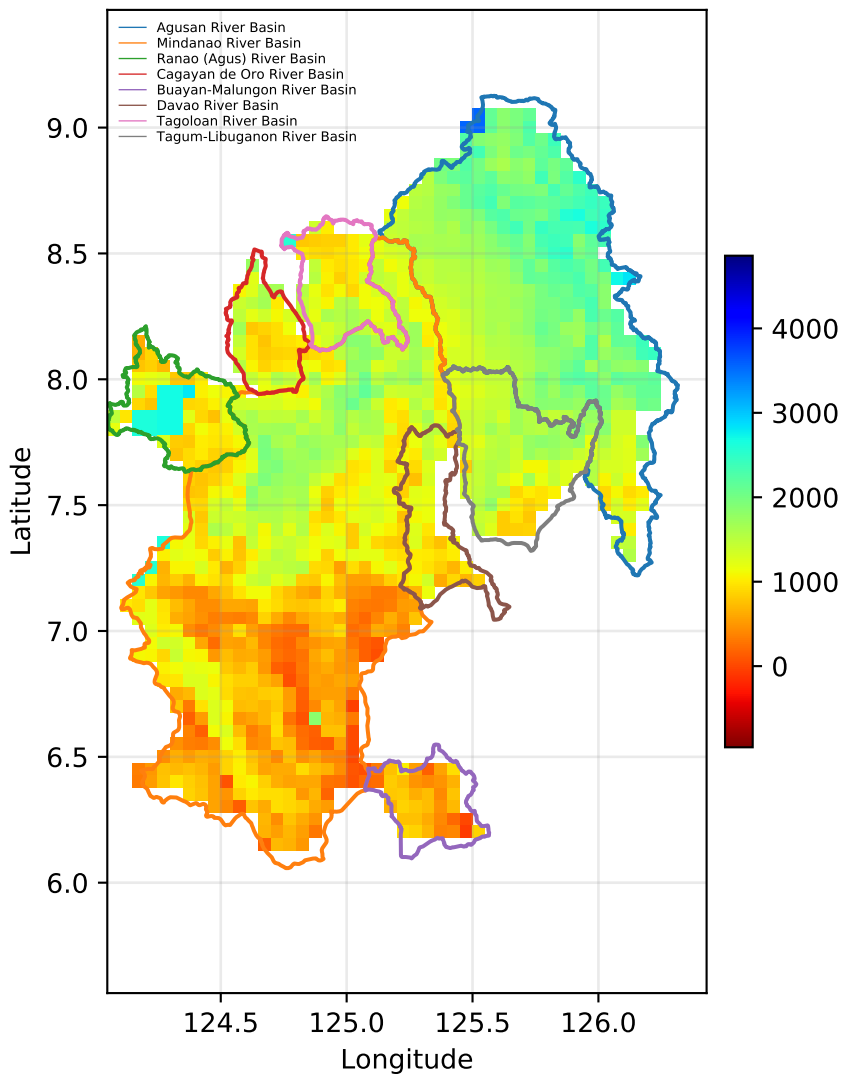 Agusan River Basin
Mindanao River Basin
Ranao (Agus) River Basin
Cagayan de Oro River Basin
Buayan-Malungon River Basin
Davao River Basin
Tagoloan River Basin
Tagum-Libuganon River Basin
9.0
8.5
8.0
7.5
7.0
6.5
6.0
Latitude
124.5 125.0 125.5 126.0
Longitude
4000
3000
2000
1000
0